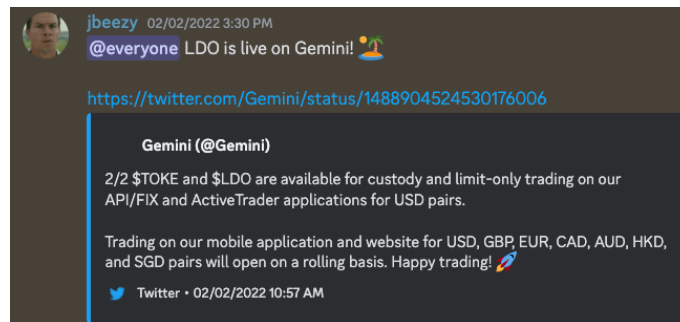 jbeezy 02/02/2022 3:30 PM
@everyone LDO is live on Gemini! 🏝️
https://twitter.com/Gemini/status/1488904524530176006
Gemini (@Gemini)
2/2 $TOKE and $LDO are available for custody and limit-only trading on our
API/FIX and ActiveTrader applications for USD pairs.
Trading on our mobile application and website for USD, GBP, EUR, CAD, AUD, HKD,
and SGD pairs will open on a rolling basis. Happy trading! 🚀
Twitter • 02/02/2022 10:57 AM